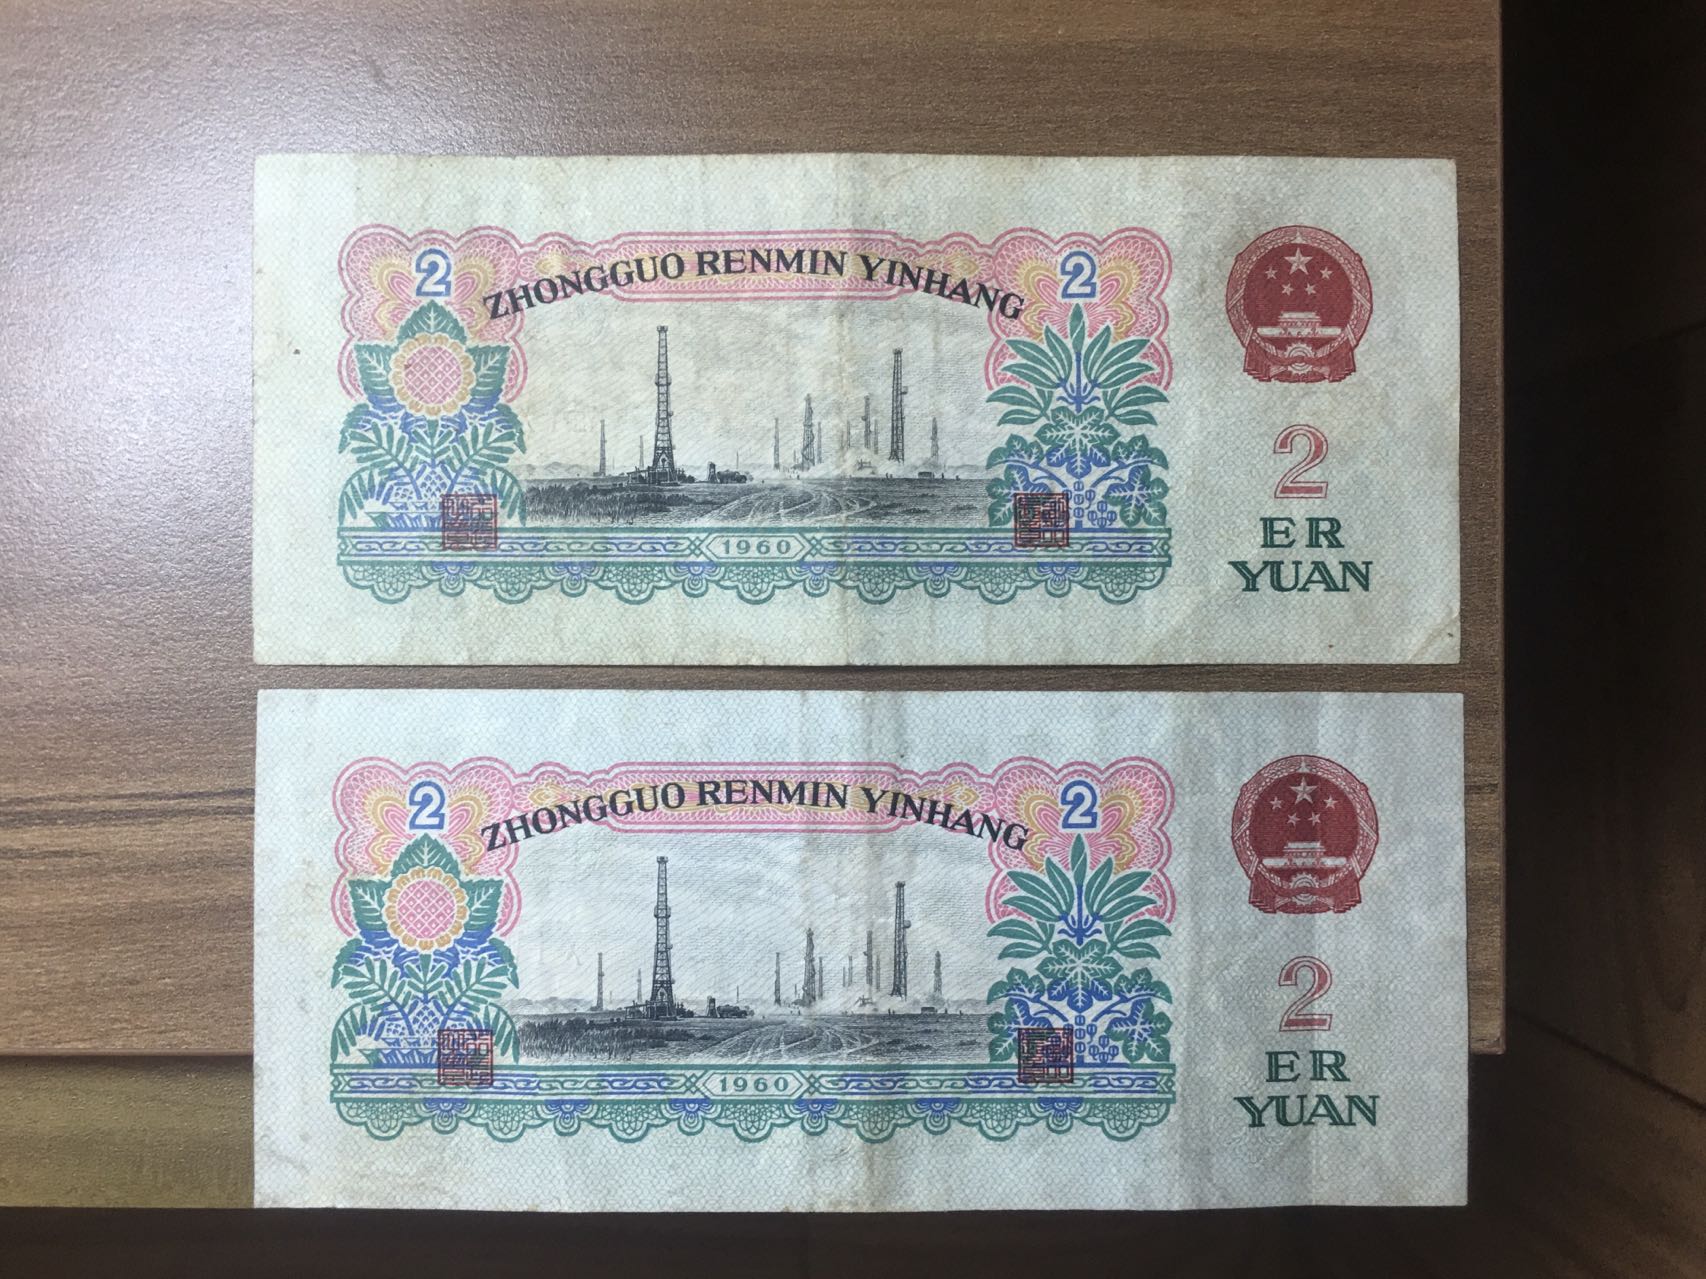 2 ZHONGGUO RENMIN YINHANG 2
1960
2
ER
YUAN
2 ZHONGGUO RENMIN YINHANG 2
1960
2
ER
YUAN